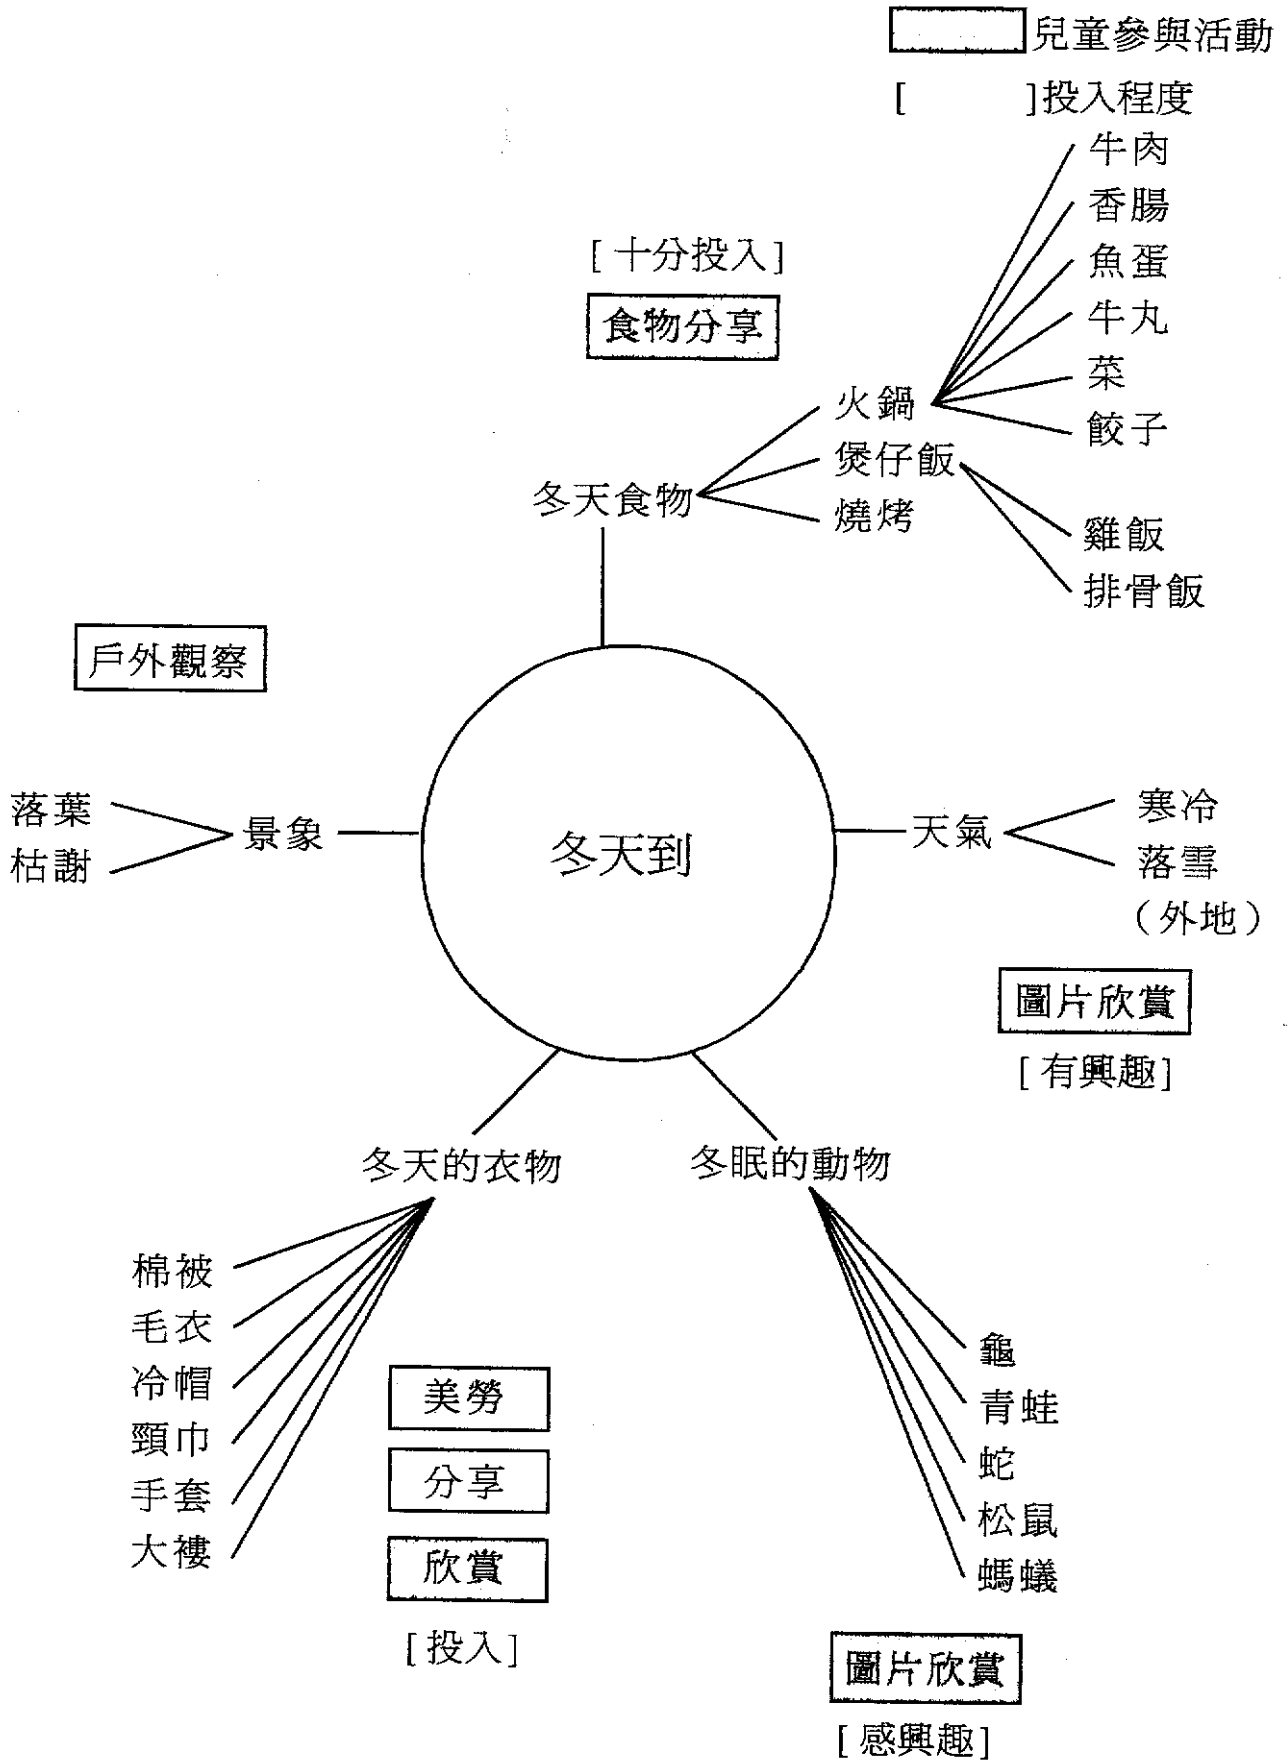 兒童參與活動
[ ]投入程度
牛肉
香腸
魚蛋
牛丸
菜
餃子
[十分投入]
食物分享
火鍋
煲仔飯
燒烤
冬天食物
雞飯
排骨飯
戶外觀察
落葉
枯謝
景象
冬天到
天氣
寒冷
落雪
（外地）
圖片欣賞
[有興趣]
冬天的衣物
棉被
毛衣
冷帽
頸巾
手套
大褸
美勞
分享
欣賞
[投入]
冬眠的動物
龜
青蛙
蛇
松鼠
螞蟻
圖片欣賞
[感興趣]